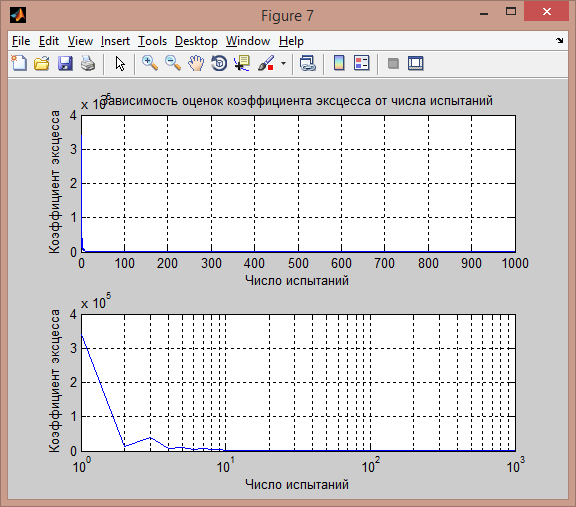 Figure 7
File Edit View Insert Tools Desktop Window Help
x 10^5
Зависимость оценок коэффициента эксцесса от числа испытаний
Коэффициент эксцесса
4
3
2
1
0
0 100 200 300 400 500 600 700 800 900 1000
Число испытаний
x 10^5
Коэффициент эксцесса
4
3
2
1
0
10^0 10^1 10^2 10^3
Число испытаний